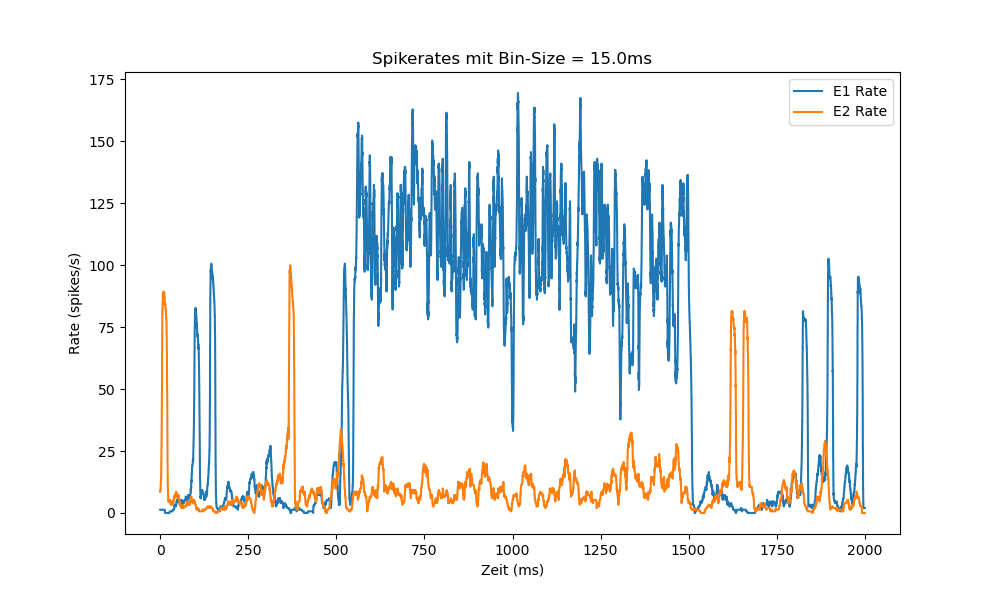 Spikerates mit Bin-Size = 15.0ms
E1 Rate
E2 Rate
Rate (spikes/s)
175
150
125
100
75
50
25
0
0 250 500 750 1000 1250 1500 1750 2000
Zeit (ms)